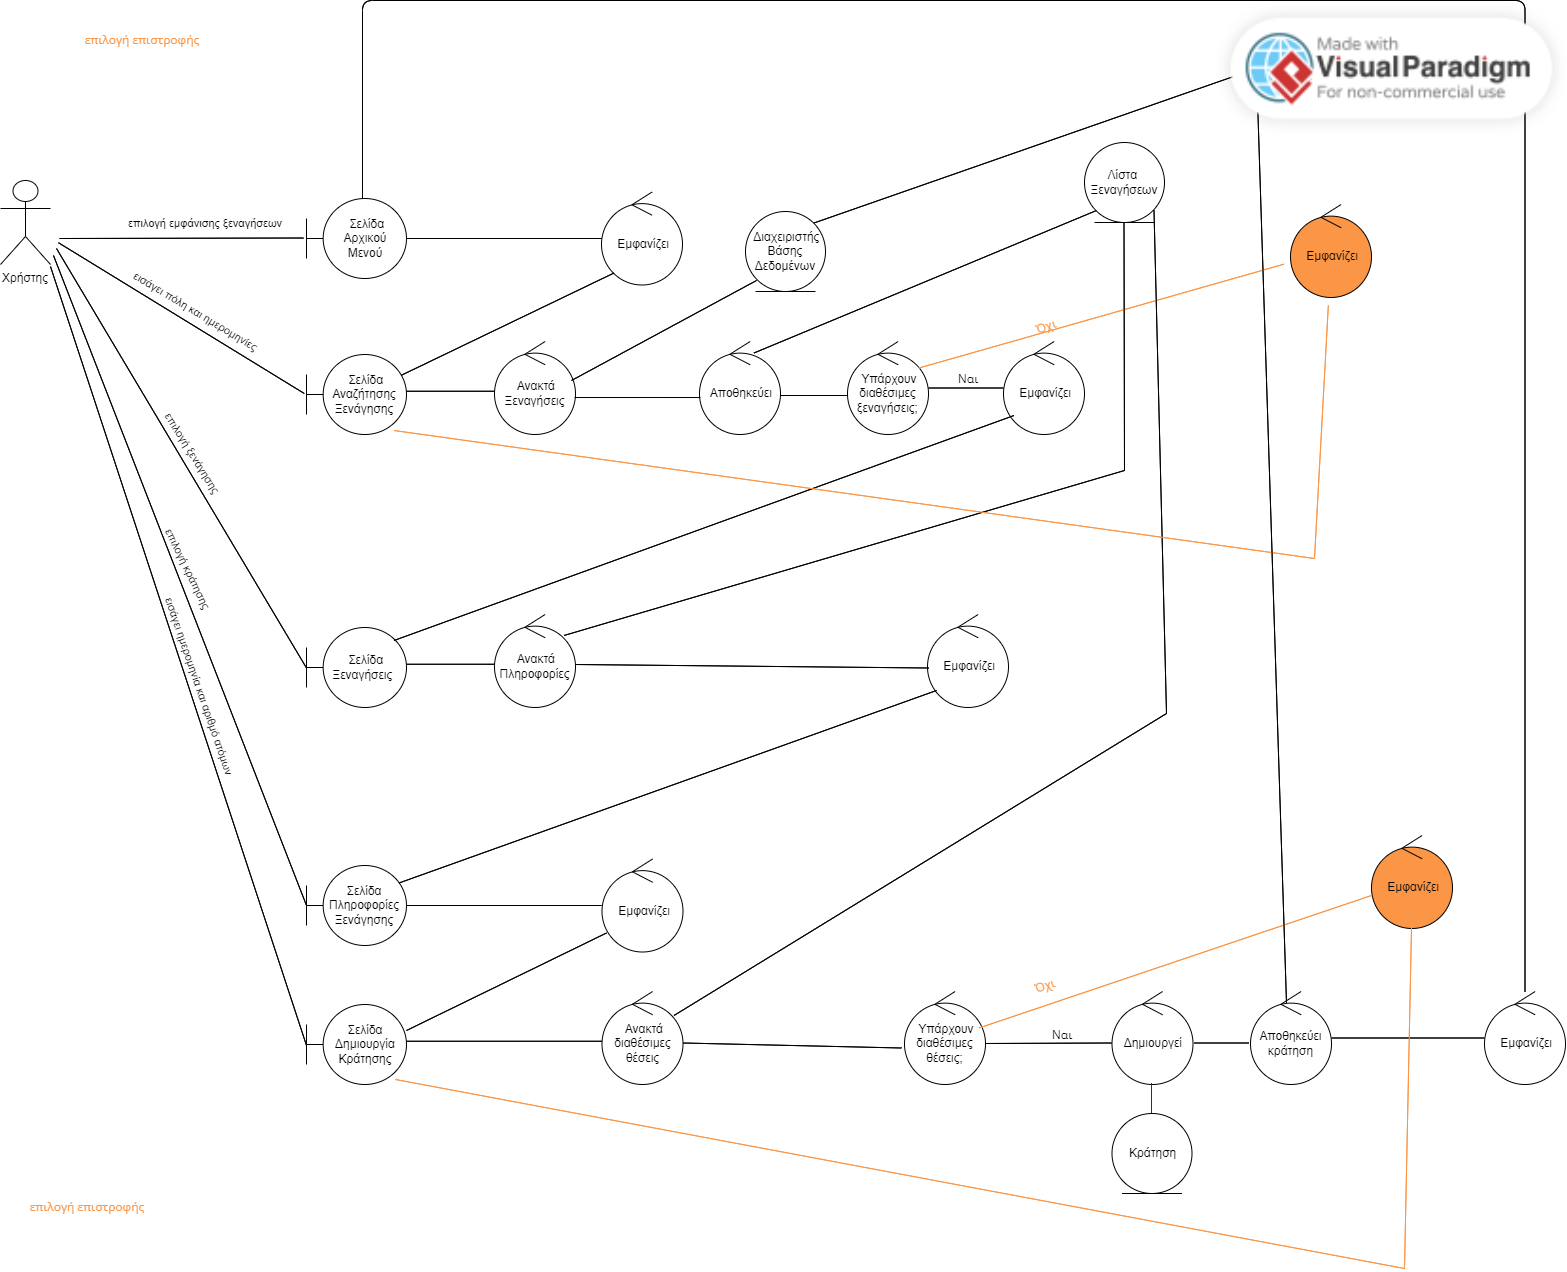 επιλογή επιστροφής
Made with
Visual Paradigm
For non-commercial use
Χρήστης
επιλογή εμφάνισης ξεναγήσεων
Σελίδα
Αρχικού
Μενού
Εμφανίζει
Διαχειριστής
Βάσης
Δεδομένων
Λίστα
Ξεναγήσεων
Εμφανίζει
εισάγει πόλη και ημερομηνίες
Όχι
Σελίδα
Αναζήτησης
Ξενάγησης
Ανακτά
Ξεναγήσεις
Αποθηκεύει
Υπάρχουν
διαθέσιμες
ξεναγήσεις;
Ναι
Εμφανίζει
επιλογή ξενάγησης
Σελίδα
Ξεναγήσεις
Ανακτά
Πληροφορίες
Εμφανίζει
επιλογή κράτησης
Σελίδα
Πληροφορίες
Ξενάγησης
Εμφανίζει
Εμφανίζει
εισάγει ημερομηνία και αριθμό ατόμων
Όχι
Σελίδα
Δημιουργία
Κράτησης
Ανακτά
διαθέσιμες
θέσεις
Υπάρχουν
διαθέσιμες
θέσεις;
Ναι
Δημιουργεί
Αποθηκεύει
κράτηση
Εμφανίζει
Κράτηση
επιλογή επιστροφής